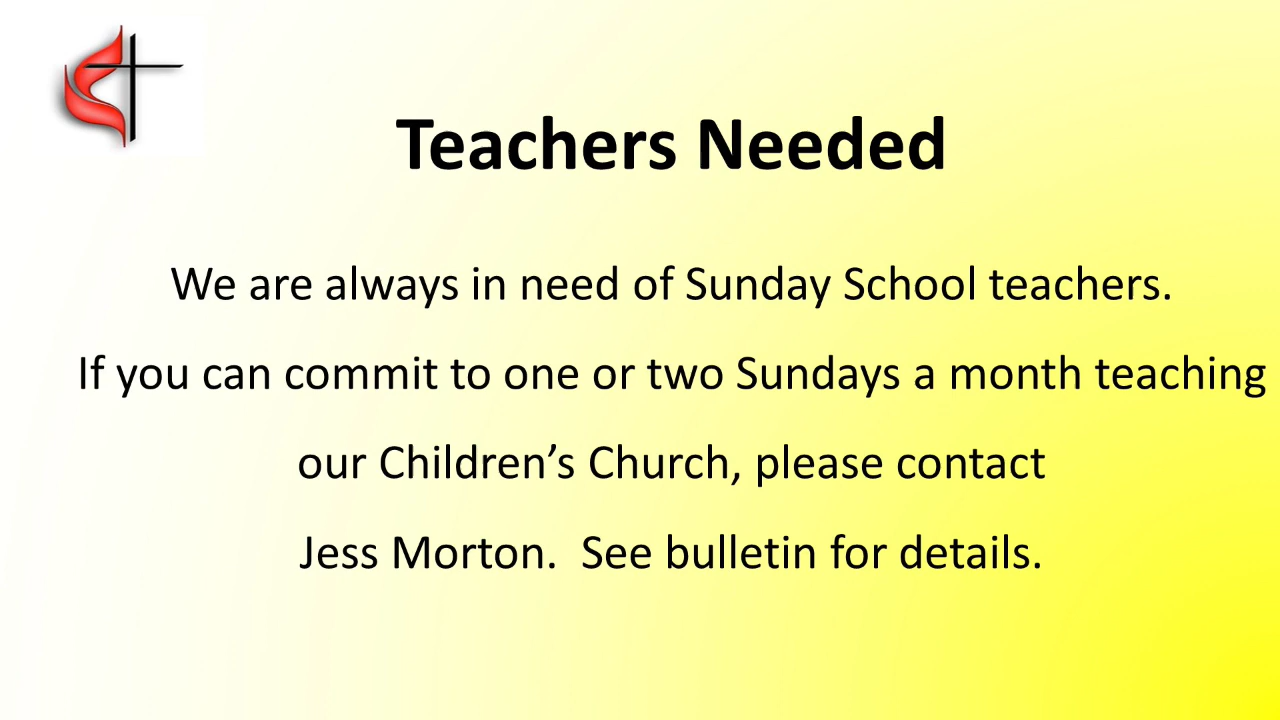 Teachers Needed
We are always in need of Sunday School teachers.
If you can commit to one or two Sundays a month teaching
our Children’s Church, please contact
Jess Morton.  See bulletin for details.